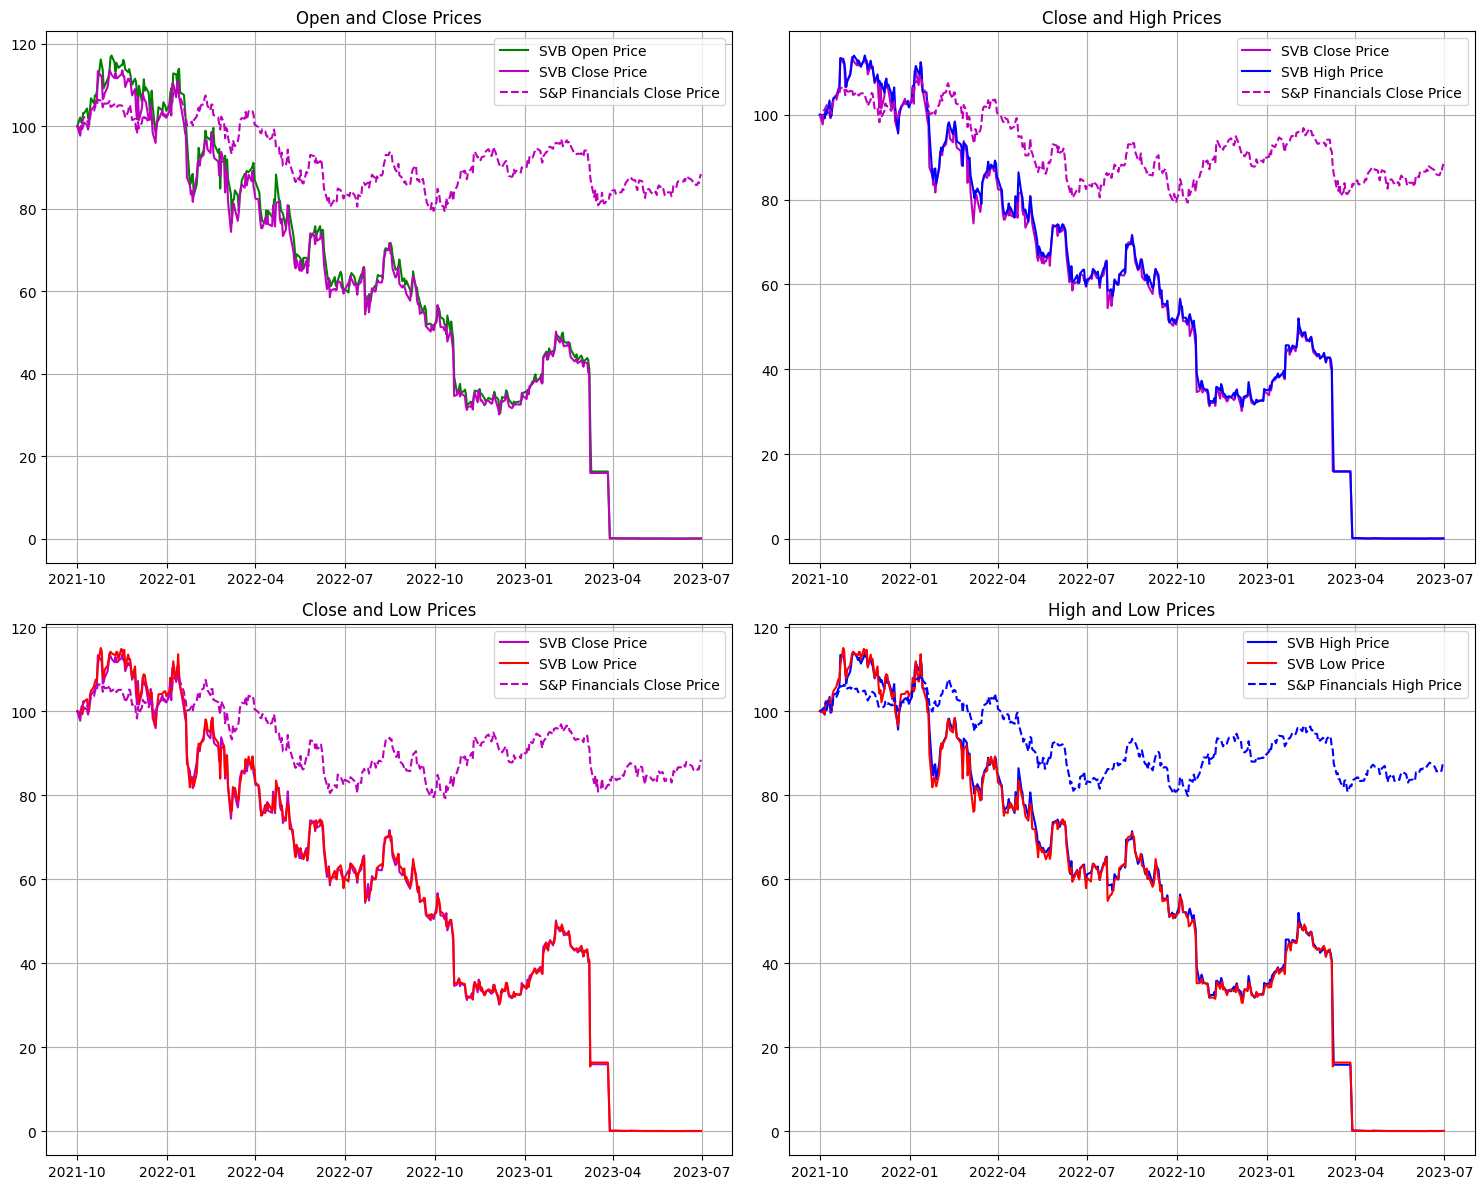 Open and Close Prices
120
100
80
60
40
20
0
SVB Open Price
SVB Close Price
S&P Financials Close Price
2021-10 2022-01 2022-04 2022-07 2022-10 2023-01 2023-04 2023-07
Close and High Prices
100
80
60
40
20
0
SVB Close Price
SVB High Price
S&P Financials Close Price
2021-10 2022-01 2022-04 2022-07 2022-10 2023-01 2023-04 2023-07
Close and Low Prices
120
100
80
60
40
20
0
SVB Close Price
SVB Low Price
S&P Financials Close Price
2021-10 2022-01 2022-04 2022-07 2022-10 2023-01 2023-04 2023-07
High and Low Prices
120
100
80
60
40
20
0
SVB High Price
SVB Low Price
S&P Financials High Price
2021-10 2022-01 2022-04 2022-07 2022-10 2023-01 2023-04 2023-07